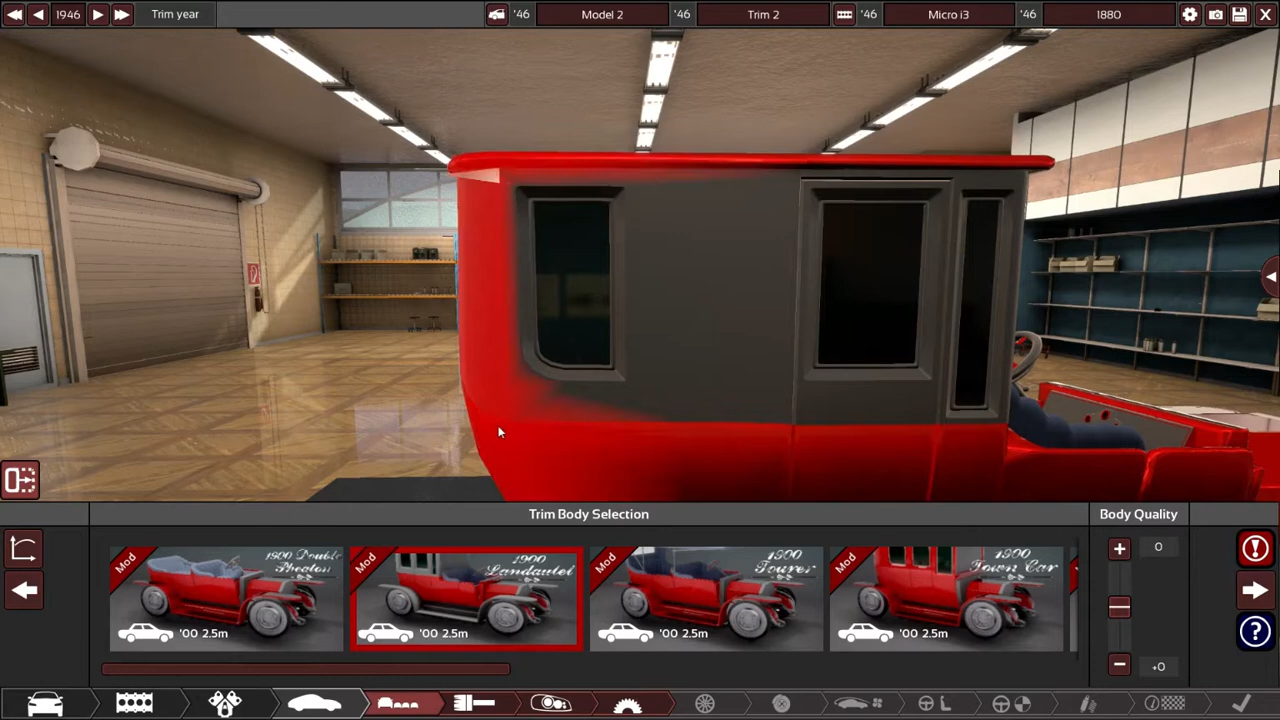 1946 Trim year '46 Model 2 '46 Trim 2 '46 Micro i3 '46 1880
Trim Body Selection Body Quality
Mod 1900 Double Pheaton '00 2.5m
Mod 1900 Landaulet '00 2.5m
Mod 1900 Tourer '00 2.5m
Mod 1900 Town Car '00 2.5m
+ 0
- +0